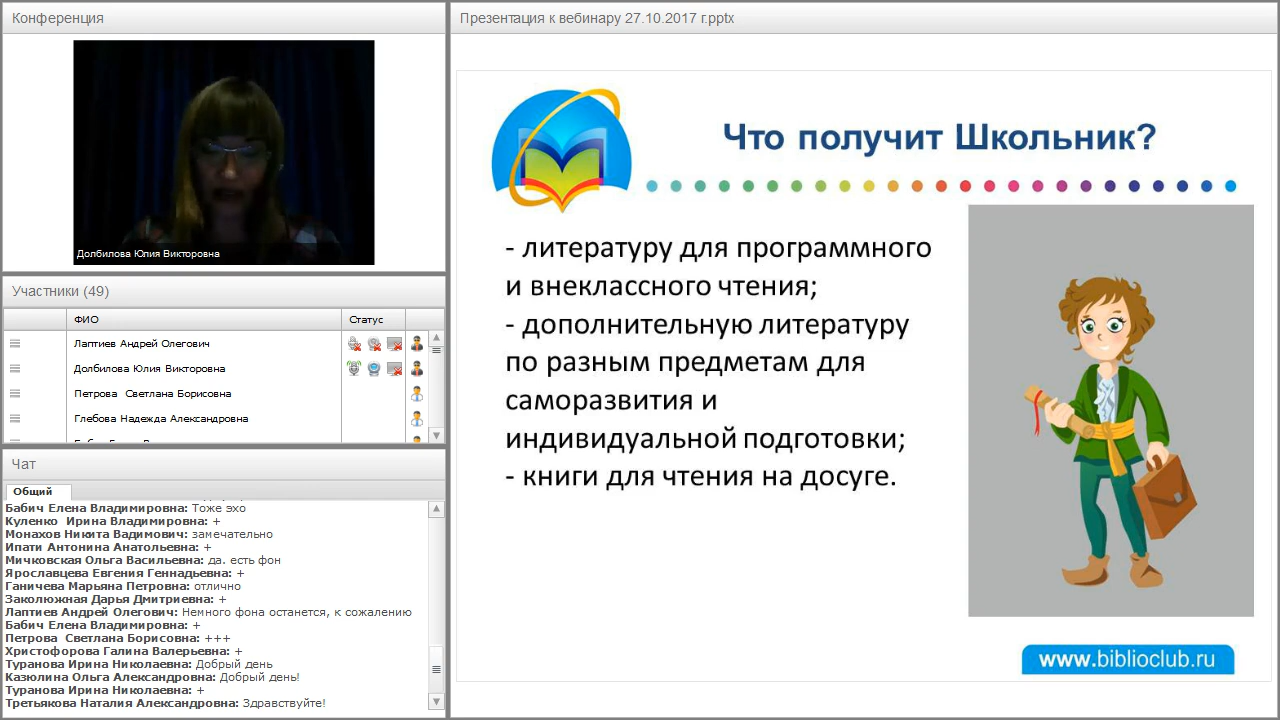 Конференция
Долбилова Юлия Викторовна
Участники (49)
ФИО
Статус
Лаптиев Андрей Олегович
Долбилова Юлия Викторовна
Петрова Светлана Борисовна
Глебова Надежда Александровна
Чат
Общий
Бабич Елена Владимировна: Тоже эхо
Куленко Ирина Владимировна: +
Монахов Никита Вадимович: замечательно
Ипати Антонина Анатольевна: +
Мичковская Ольга Васильевна: да. есть фон
Ярославцева Евгения Геннадьевна: +
Ганичева Марьяна Петровна: отлично
Заколюжная Дарья Дмитриевна: +
Лаптиев Андрей Олегович: Немного фона останется, к сожалению
Бабич Елена Владимировна: +
Петрова Светлана Борисовна: +++
Христофорова Галина Валерьевна: +
Туранова Ирина Николаевна: Добрый день
Казюлина Ольга Александровна: Добрый день!
Туранова Ирина Николаевна: +
Третьякова Наталия Александровна: Здравствуйте!
Презентация к вебинару 27.10.2017 г.pptx
Что получит Школьник?
- литературу для программного
и внеклассного чтения;
- дополнительную литературу
по разным предметам для
саморазвития и
индивидуальной подготовки;
- книги для чтения на досуге.
www.biblioclub.ru